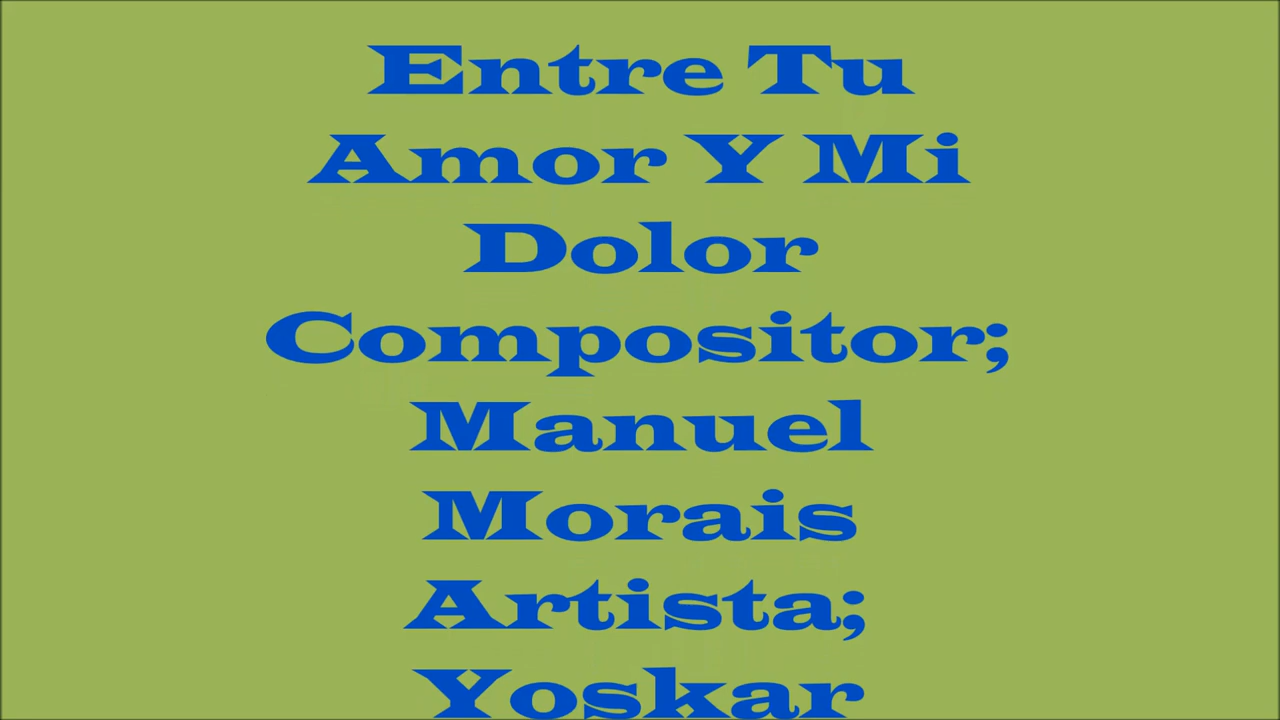 Entre Tu
Amor Y Mi
Dolor
Compositor;
Manuel
Morais
Artista;
Yoskar